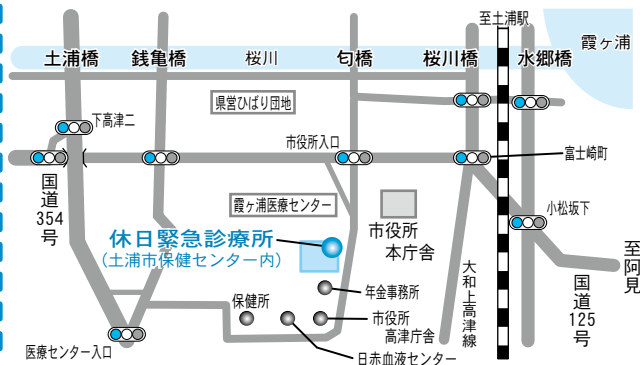 至土浦駅
霞ヶ浦
土浦橋
銭亀橋
桜川
匂橋
桜川橋
水郷橋
県営ひばり団地
下高津二
市役所入口
富士崎町
国道
354
号
霞ヶ浦医療センター
市役所
本庁舎
小松坂下
休日緊急診療所
(土浦市保健センター内)
至阿見
大和上高津線
国道
125
号
年金事務所
保健所
市役所
高津庁舎
医療センター入口
日赤血液センター